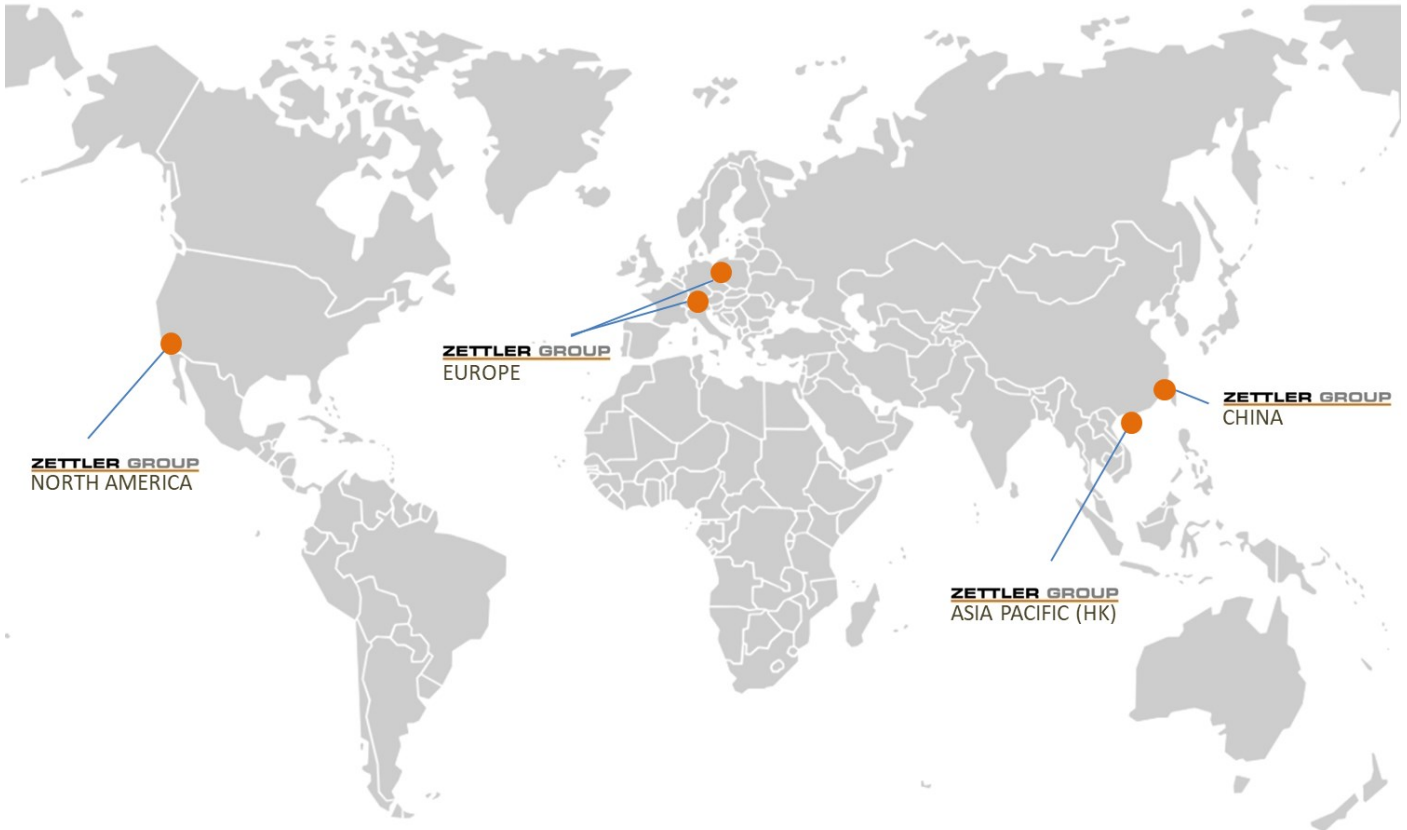 ZETTLER GROUP
EUROPE
ZETTLER GROUP
CHINA
ZETTLER GROUP
NORTH AMERICA
ZETTLER GROUP
ASIA PACIFIC (HK)